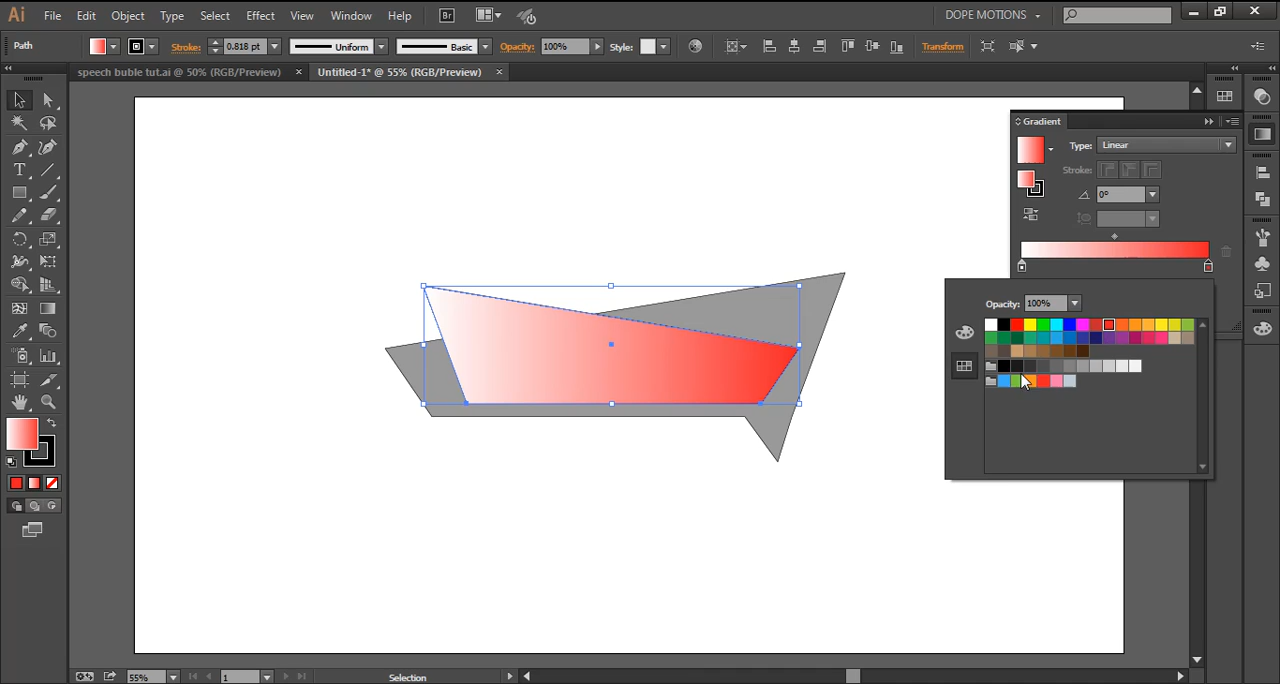 Ai File Edit Object Type Select Effect View Window Help Br DOPE MOTIONS
Path Stroke: 0.818 pt Uniform Basic Opacity: 100% Style: Transform
speech buble tut.ai @ 50% (RGB/Preview) × Untitled-1* @ 55% (RGB/Preview) ×
Gradient
Type: Linear
Stroke:
0°
Opacity: 100%
T
55% 1 Selection